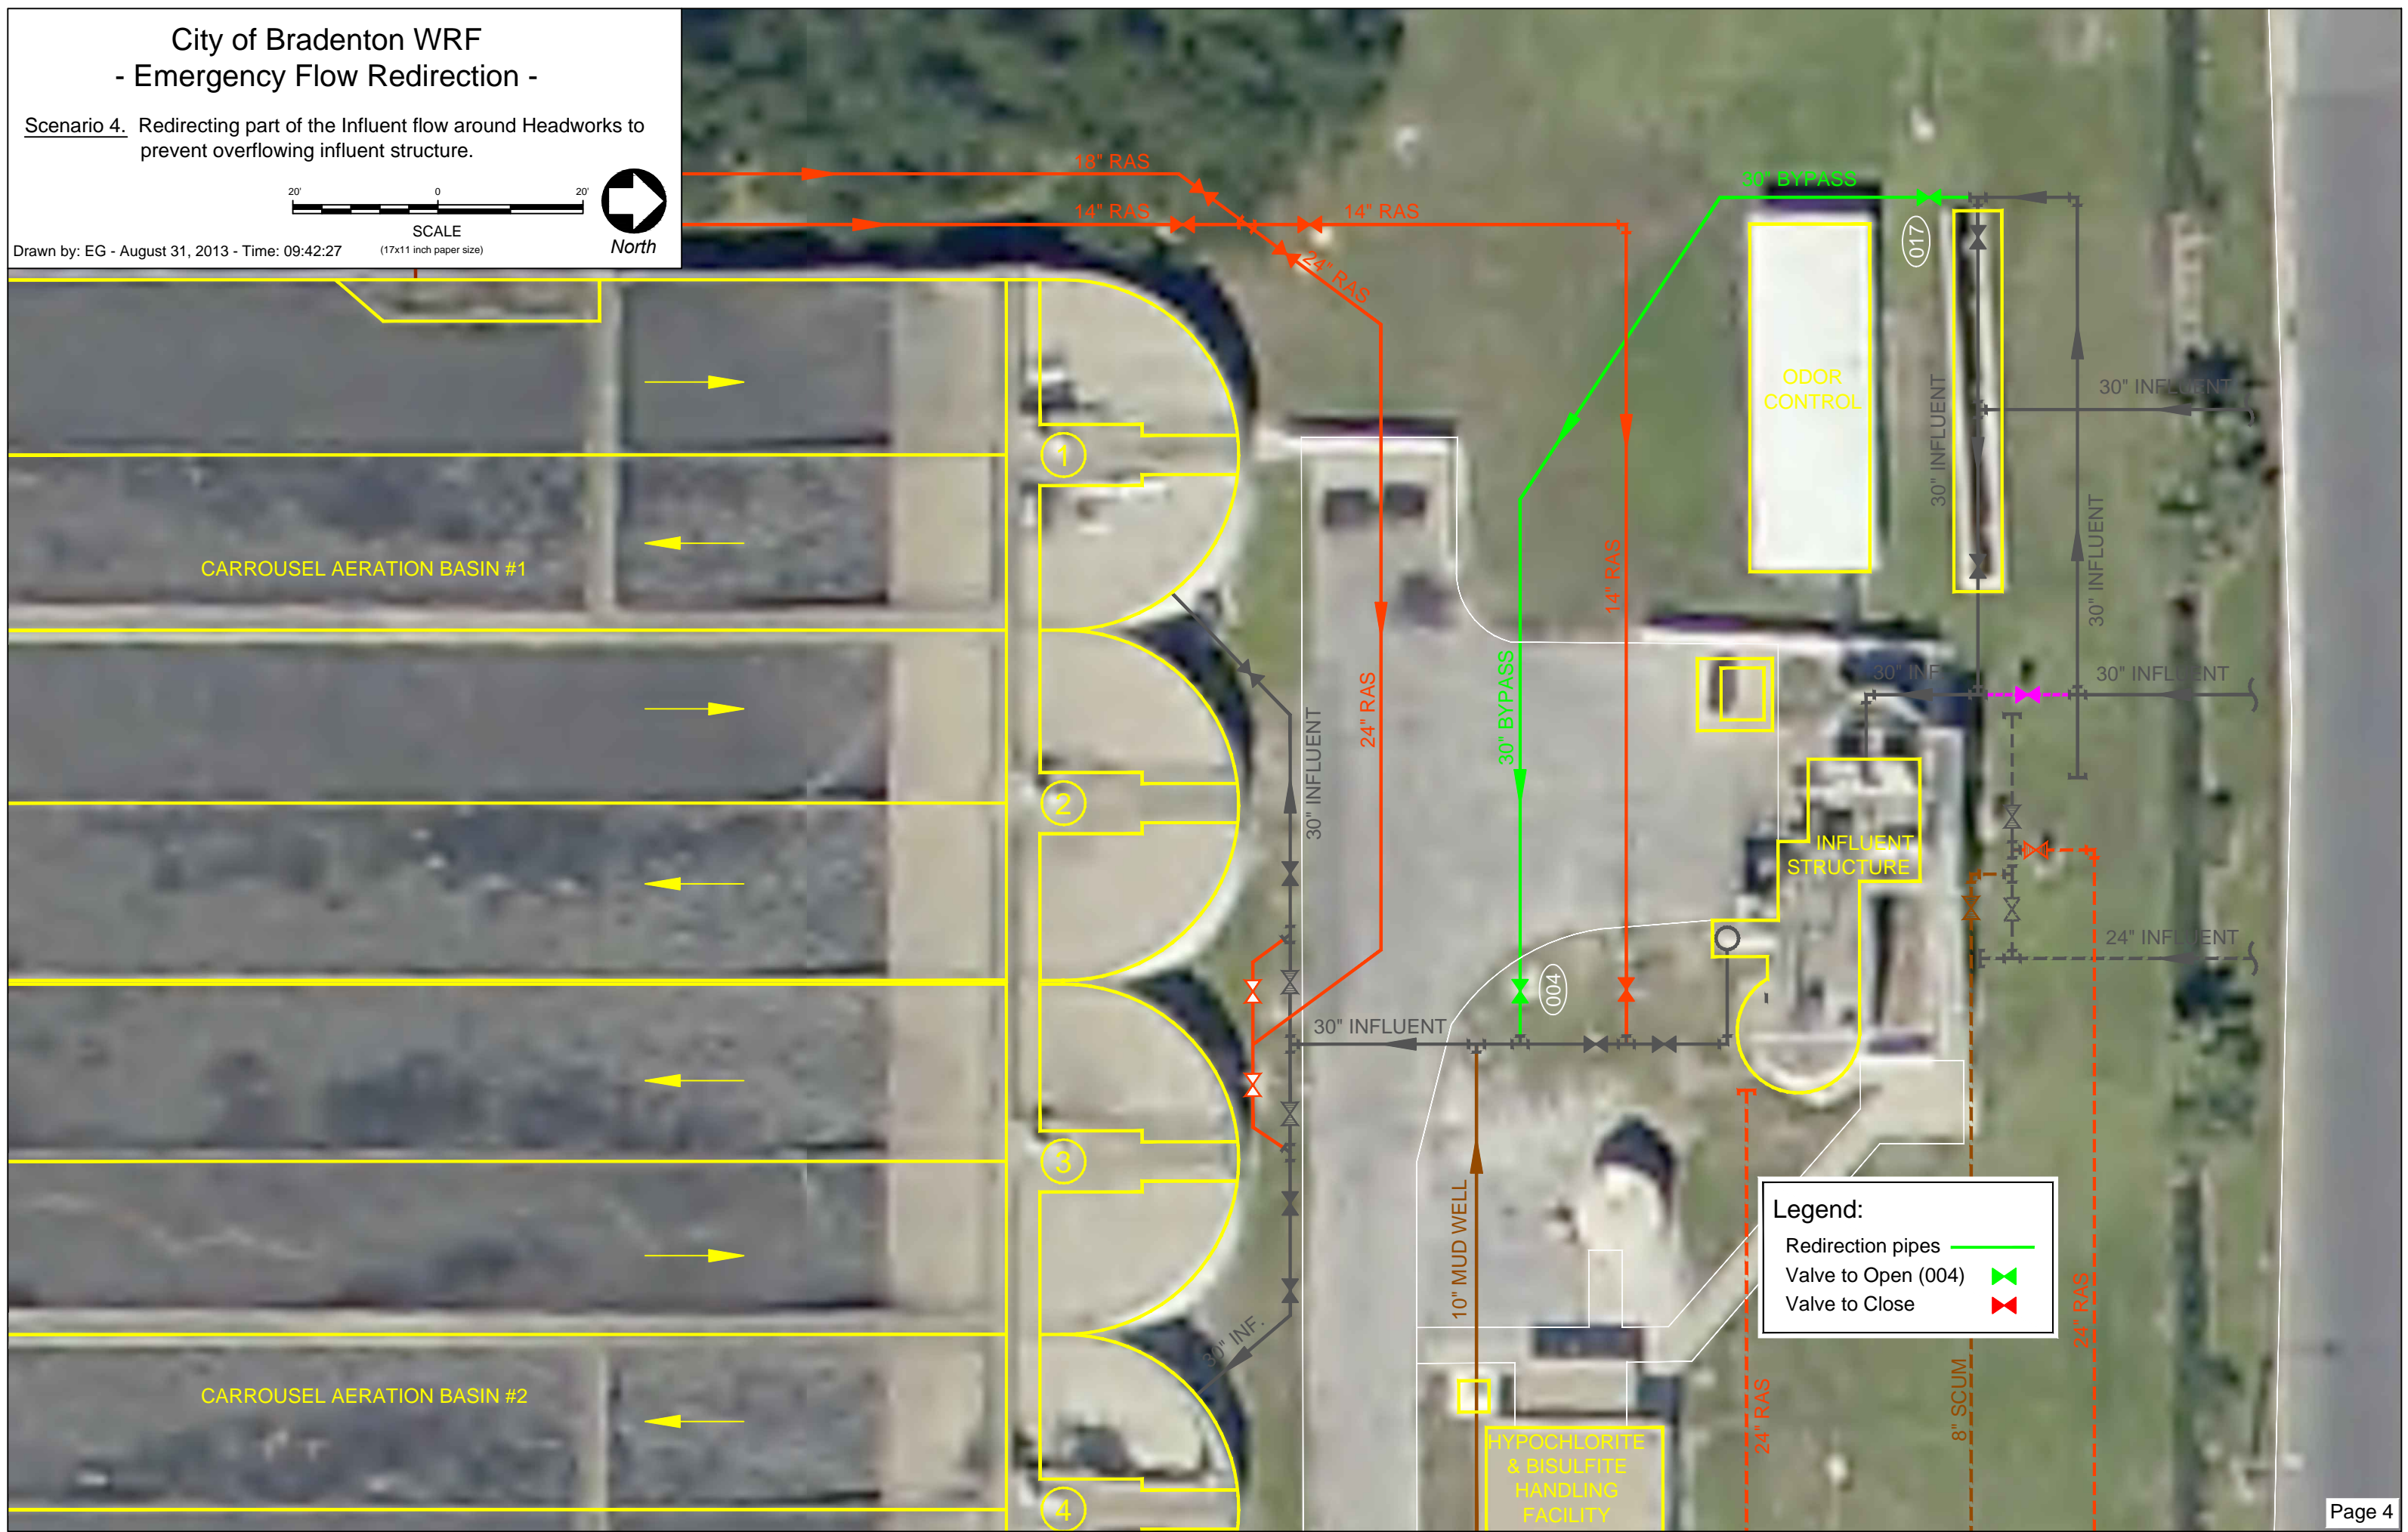 City of Bradenton WRF
- Emergency Flow Redirection -
Scenario 4. Redirecting part of the Influent flow around Headworks to
prevent overflowing influent structure.
20' 0 20'
SCALE
(17x11 inch paper size)
North
Drawn by: EG - August 31, 2013 - Time: 09:42:27
18" RAS
14" RAS
14" RAS
24" RAS
30" BYPASS
017
ODOR
CONTROL
30" INFLUENT
30" INFLUENT
30" INFLUENT
1
CARROUSEL AERATION BASIN #1
14" RAS
24" RAS
30" BYPASS
30" INFLUENT
30" INF.
30" INFLUENT
2
INFLUENT
STRUCTURE
24" INFLUENT
004
30" INFLUENT
3
10" MUD WELL
Legend:
Redirection pipes
Valve to Open (004)
Valve to Close
24" RAS
30" INF.
CARROUSEL AERATION BASIN #2
24" RAS
8" SCUM
HYPOCHLORITE
& BISULFITE
HANDLING
FACILITY
4
Page 4